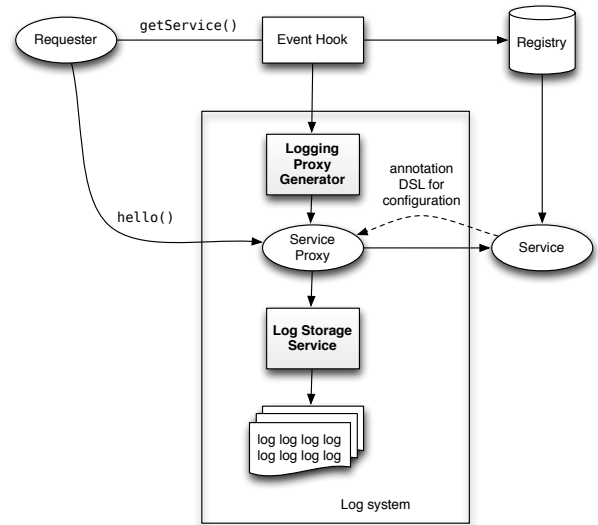 Requester
getService()
Event Hook
Registry
Logging
Proxy
Generator
annotation
DSL for
configuration
hello()
Service
Proxy
Service
Log Storage
Service
log log log log
log log log log
Log system